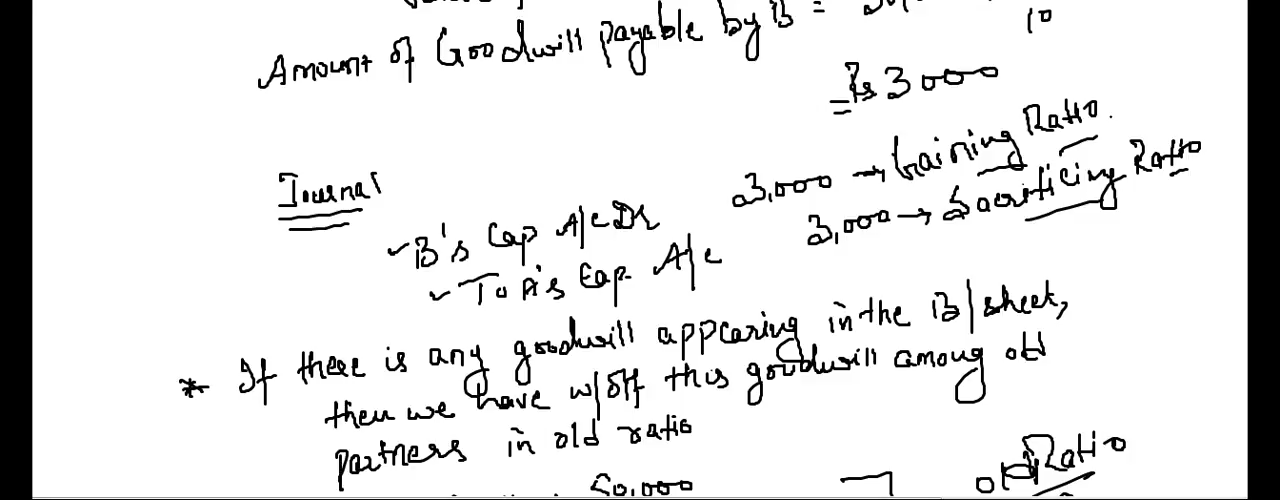 Amount of Goodwill payable by B =
10
= Rs 3000
Journal
B's Cap A/c Dr 3,000 → Gaining Ratio.
To A's Cap A/c 3,000 → Sacrificing Ratio
* If there is any goodwill appearing in the B/sheet,
then we have w/off this goodwill among old
partners in old ratio
50,000
old Ratio